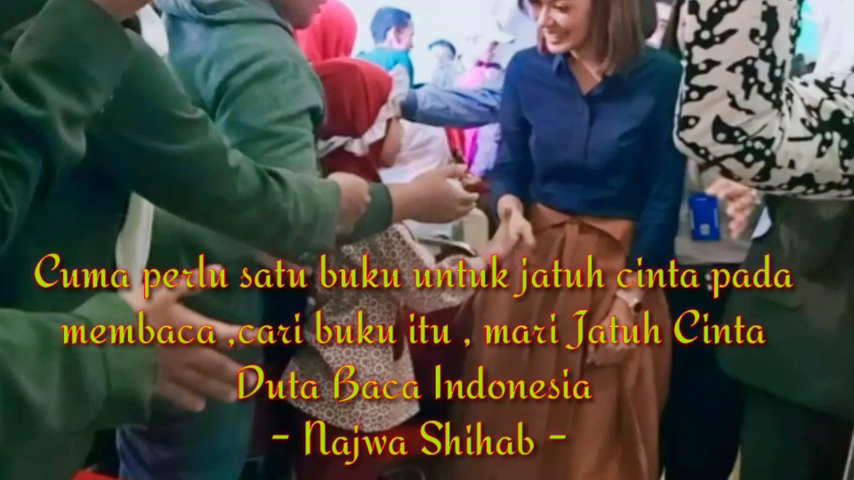 Cuma perlu satu buku untuk jatuh cinta pada
membaca ,cari buku itu , mari Jatuh Cinta
Duta Baca Indonesia
- Najwa Shihab -